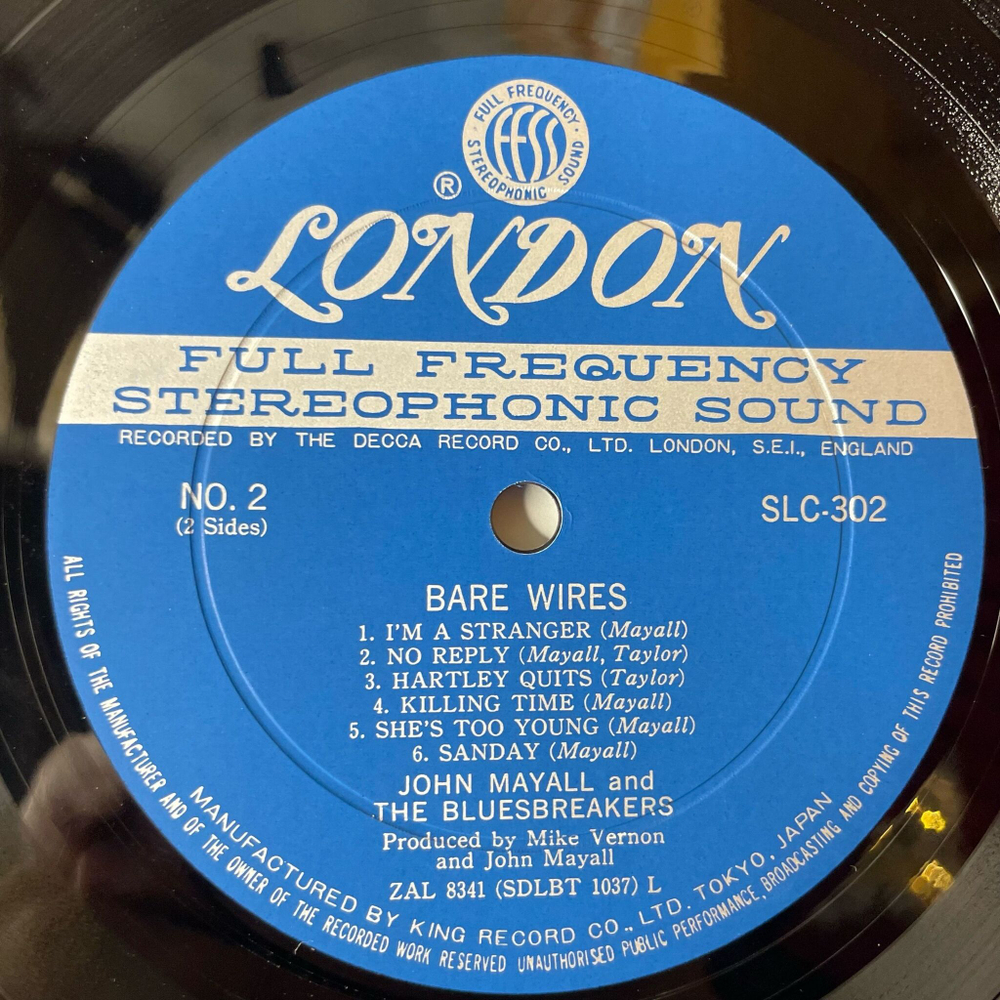 FULL FREQUENCY
FFSS
STEREOPHONIC SOUND
®
LONDON
FULL FREQUENCY
STEREOPHONIC SOUND
RECORDED BY THE DECCA RECORD CO., LTD. LONDON, S.E.I., ENGLAND
NO. 2
(2 Sides)
SLC-302
BARE WIRES
1. I'M A STRANGER (Mayall)
2. NO REPLY (Mayall, Taylor)
3. HARTLEY QUITS (Taylor)
4. KILLING TIME (Mayall)
5. SHE'S TOO YOUNG (Mayall)
6. SANDAY (Mayall)
JOHN MAYALL and
THE BLUESBREAKERS
Produced by Mike Vernon
and John Mayall
ZAL 8341 (SDLBT 1037) L
MANUFACTURED BY KING RECORD CO., LTD. TOKYO, JAPAN
ALL RIGHTS OF THE MANUFACTURER AND OF THE OWNER OF THE RECORDED WORK RESERVED UNAUTHORISED PUBLIC PERFORMANCE, BROADCASTING AND COPYING OF THIS RECORD PROHIBITED